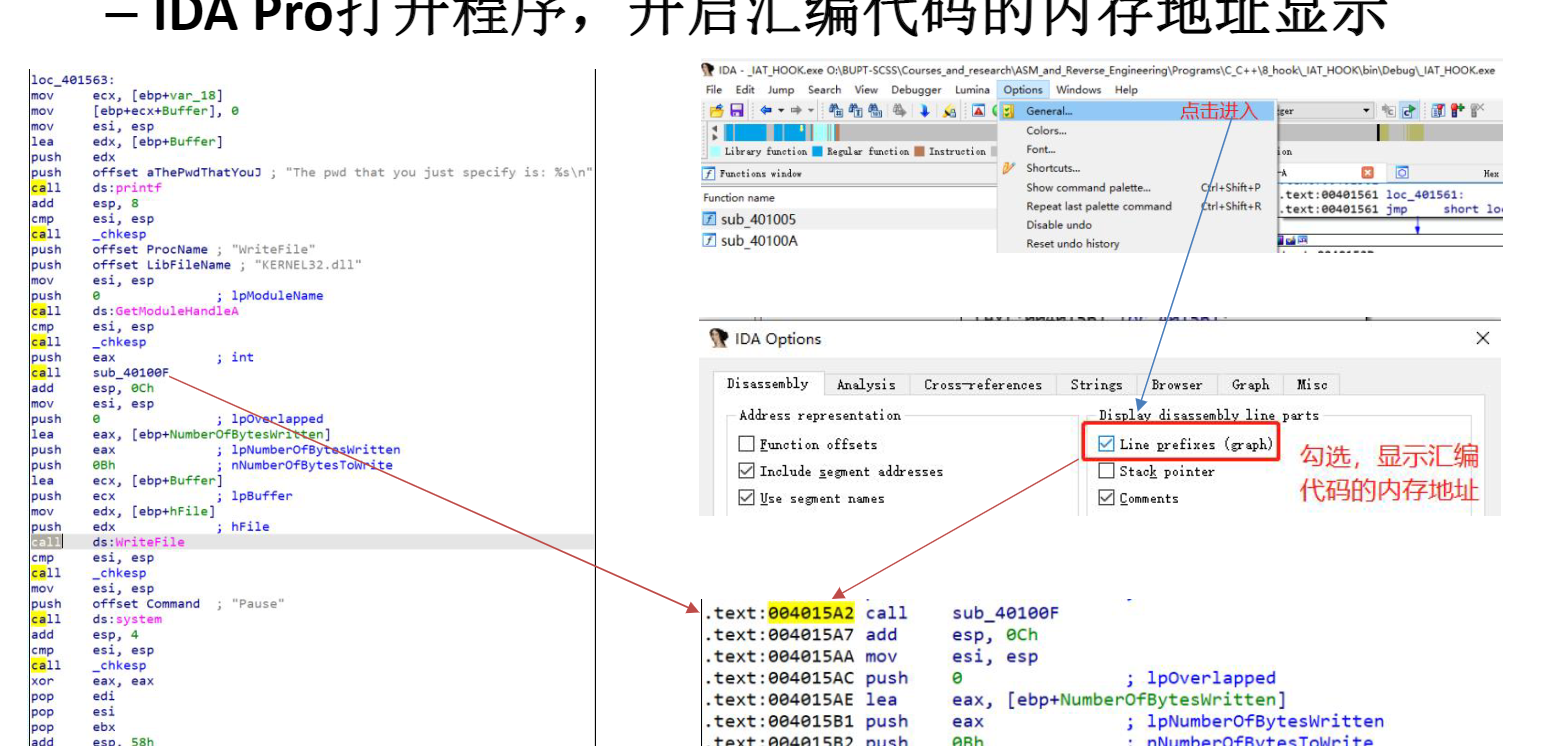 – IDA Pro打开程序，开启汇编代码的内存地址显示
loc_401563:
mov ecx, [ebp+var_18]
mov [ebp+ecx+Buffer], 0
mov esi, esp
lea edx, [ebp+Buffer]
push edx
push offset aThePwdThatYouJ ; "The pwd that you just specify is: %s\n"
call ds:printf
add esp, 8
cmp esi, esp
call _chkesp
push offset ProcName ; "WriteFile"
push offset LibFileName ; "KERNEL32.dll"
mov esi, esp
push 0 ; lpModuleName
call ds:GetModuleHandleA
cmp esi, esp
call _chkesp
push eax ; int
call sub_40100F
add esp, 0Ch
mov esi, esp
push 0 ; lpOverlapped
lea eax, [ebp+NumberOfBytesWritten]
push eax ; lpNumberOfBytesWritten
push 0Bh ; nNumberOfBytesToWrite
lea ecx, [ebp+Buffer]
push ecx ; lpBuffer
mov edx, [ebp+hFile]
push edx ; hFile
call ds:WriteFile
cmp esi, esp
call _chkesp
mov esi, esp
push offset Command ; "Pause"
call ds:system
add esp, 4
cmp esi, esp
call _chkesp
xor eax, eax
pop edi
pop esi
pop ebx
add esp, 58h
IDA - _IAT_HOOK.exe O:\BUPT-SCSS\Courses_and_research\ASM_and_Reverse_Engineering\Programs\C_C++\8_hook\_IAT_HOOK\bin\Debug\_IAT_HOOK.exe
File Edit Jump Search View Debugger Lumina Options Windows Help
General... 点击进入
Colors...
Library function Regular function Instruction
Font...
Functions window
Shortcuts...
Hex
Function name
Show command palette... Ctrl+Shift+P
.text:00401561 loc_401561:
Repeat last palette command Ctrl+Shift+R
.text:00401561 jmp short loc
sub_401005
Disable undo
sub_40100A
Reset undo history
IDA Options
Disassembly Analysis Cross-references Strings Browser Graph Misc
Address representation
Display disassembly line parts
Function offsets
Line prefixes (graph)
Include segment addresses
Stack pointer
Use segment names
Comments
勾选，显示汇编
代码的内存地址
.text:004015A2 call sub_40100F
.text:004015A7 add esp, 0Ch
.text:004015AA mov esi, esp
.text:004015AC push 0 ; lpOverlapped
.text:004015AE lea eax, [ebp+NumberOfBytesWritten]
.text:004015B1 push eax ; lpNumberOfBytesWritten
.text:004015B2 push 0Bh ; nNumberOfBytesToWrite